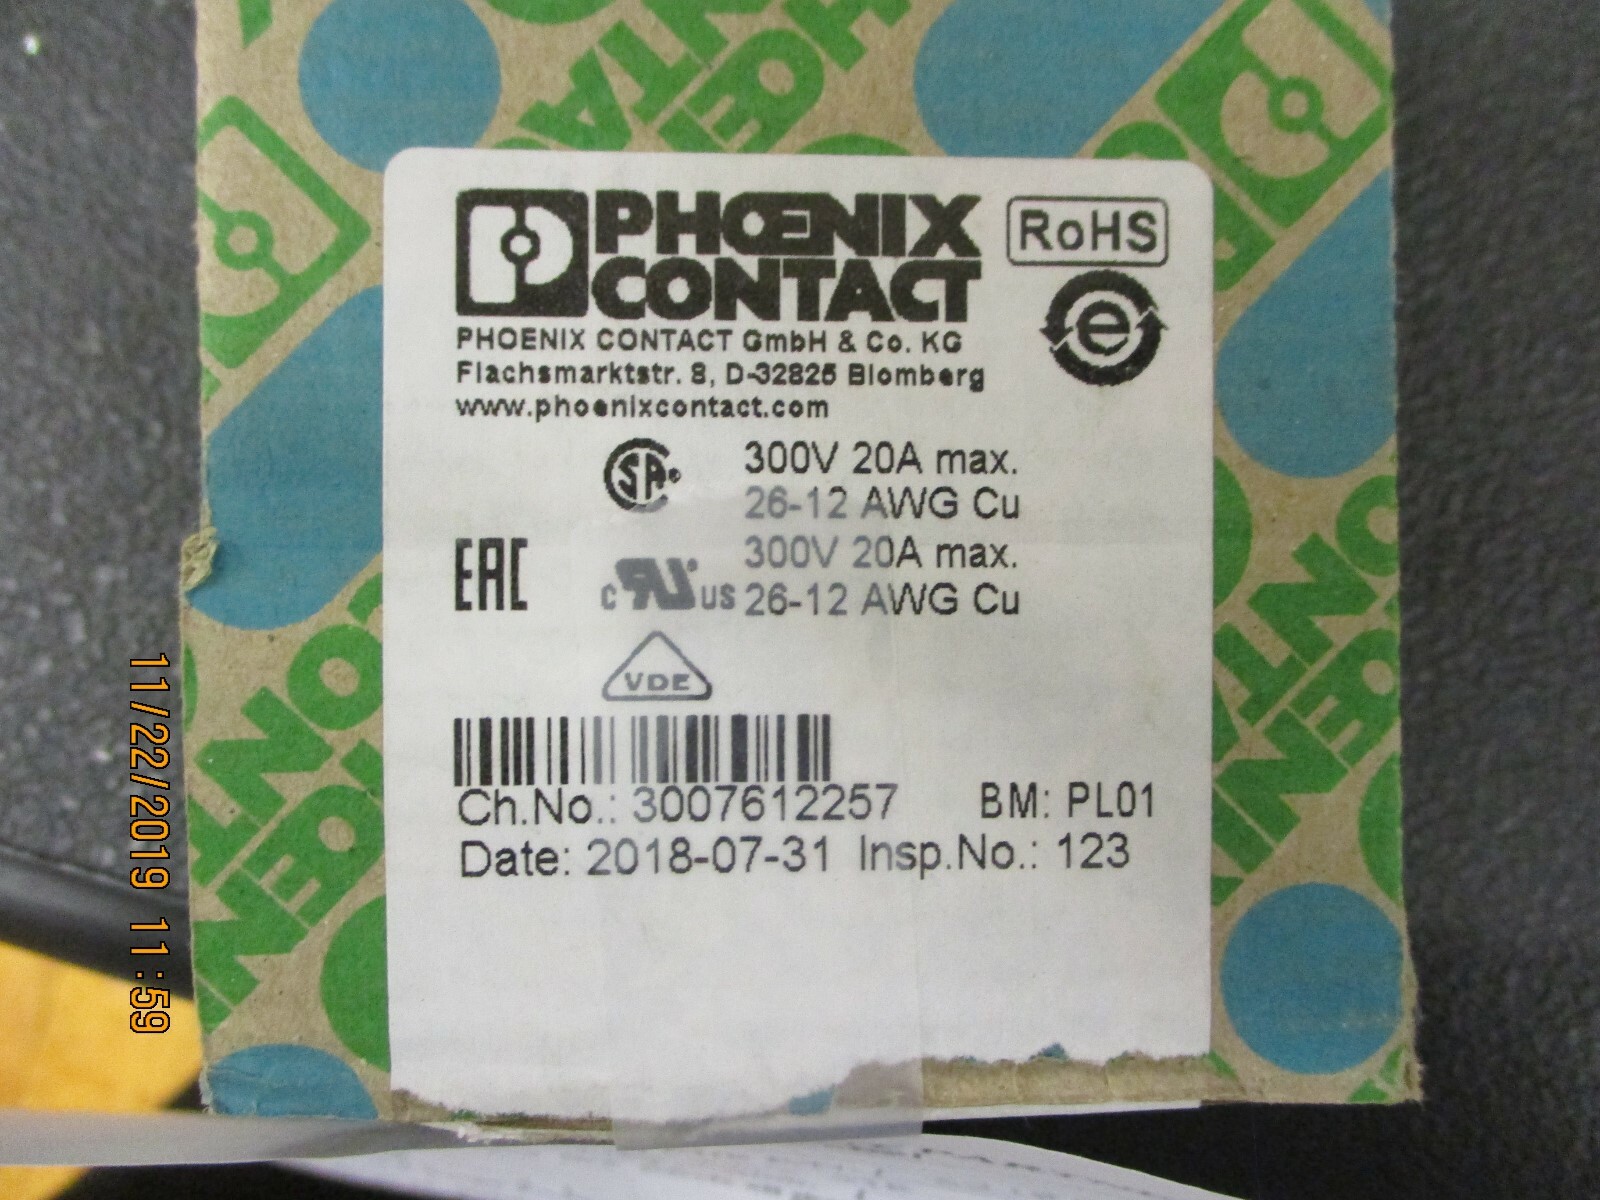 PHOENIX
CONTACT
RoHS
e
PHOENIX CONTACT GmbH & Co. KG
Flachsmarktstr. 8, D-32825 Blomberg
www.phoenixcontact.com
CSA
300V 20A max.
26-12 AWG Cu
EAC
c RU US
300V 20A max.
26-12 AWG Cu
VDE
Ch.No.: 3007612257 BM: PL01
Date: 2018-07-31 Insp.No.: 123
11/22/2019 11:59